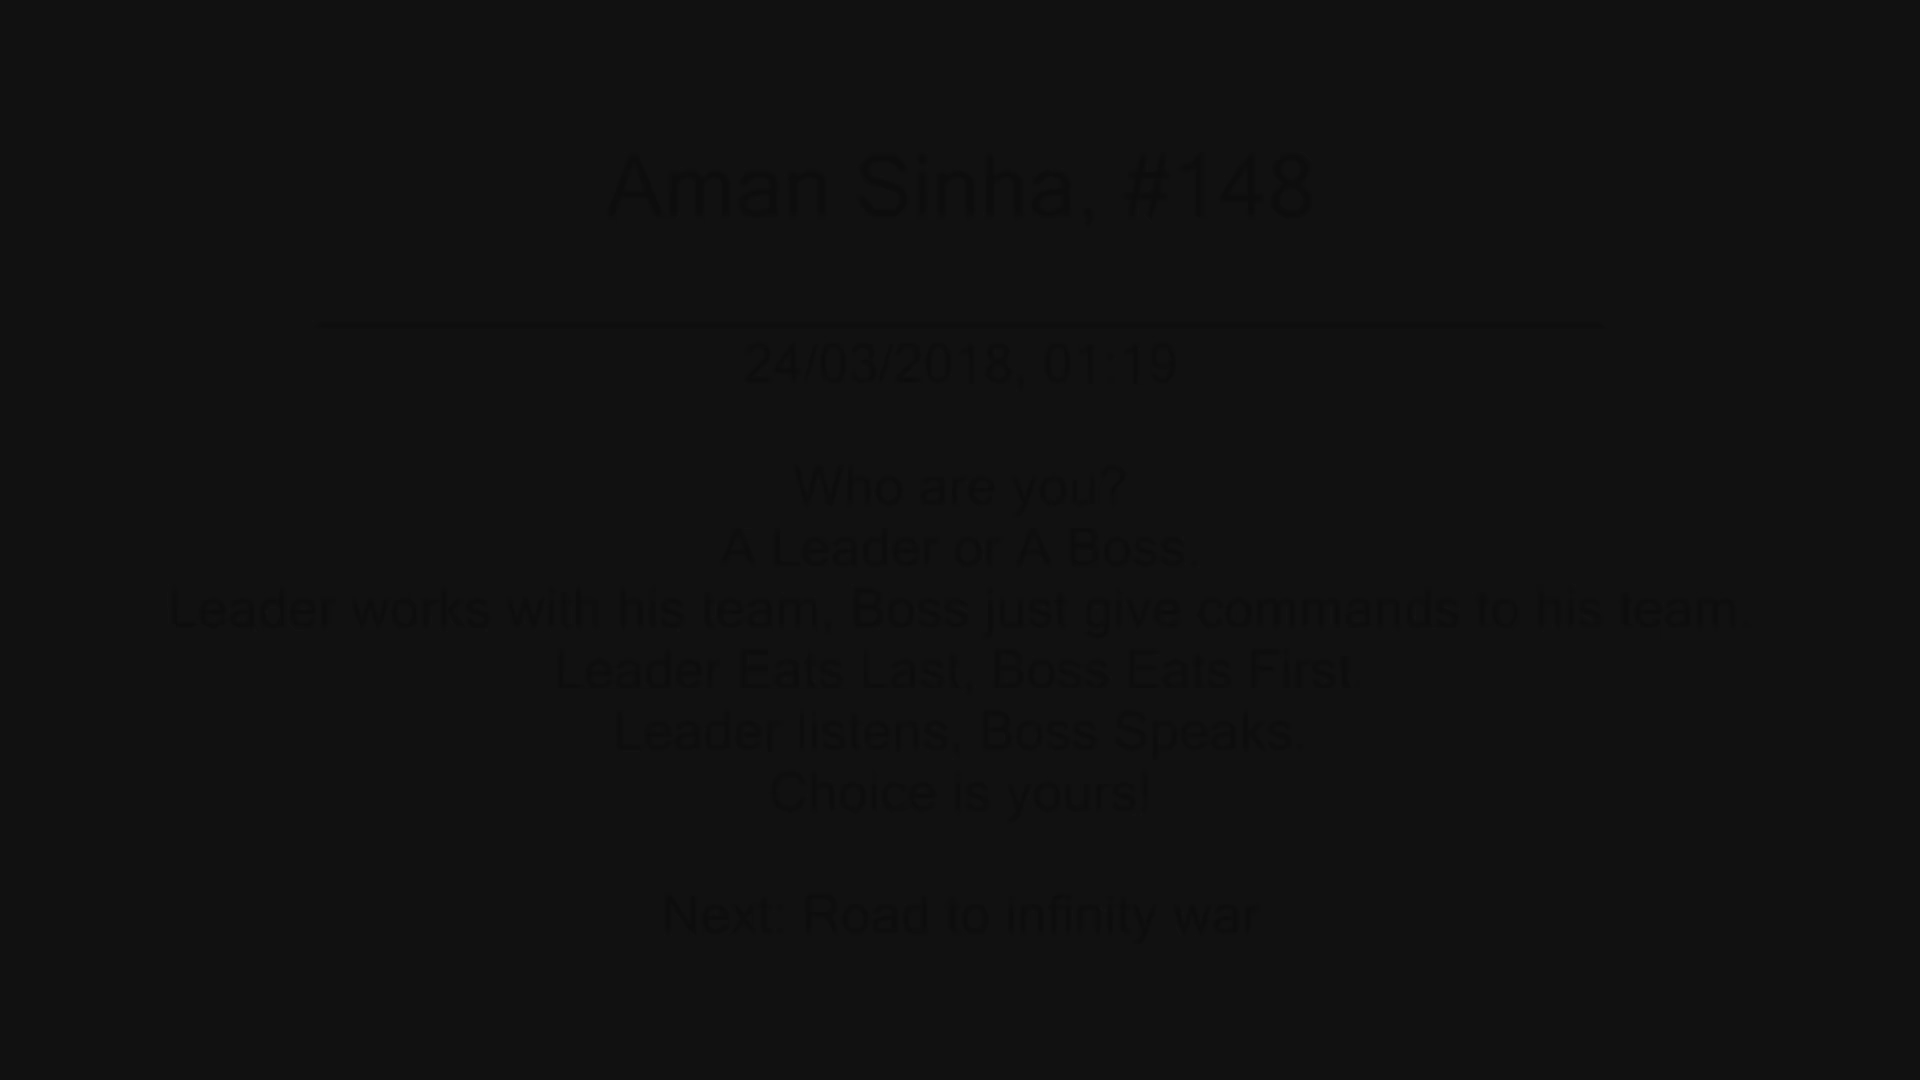 Aman Sinha, #148
24/03/2018, 01:19
Who are you?
A Leader or A Boss.
Leader works with his team, Boss just give commands to his team.
Leader Eats Last, Boss Eats First.
Leader listens, Boss Speaks.
Choice is yours!
Next: Road to infinity war